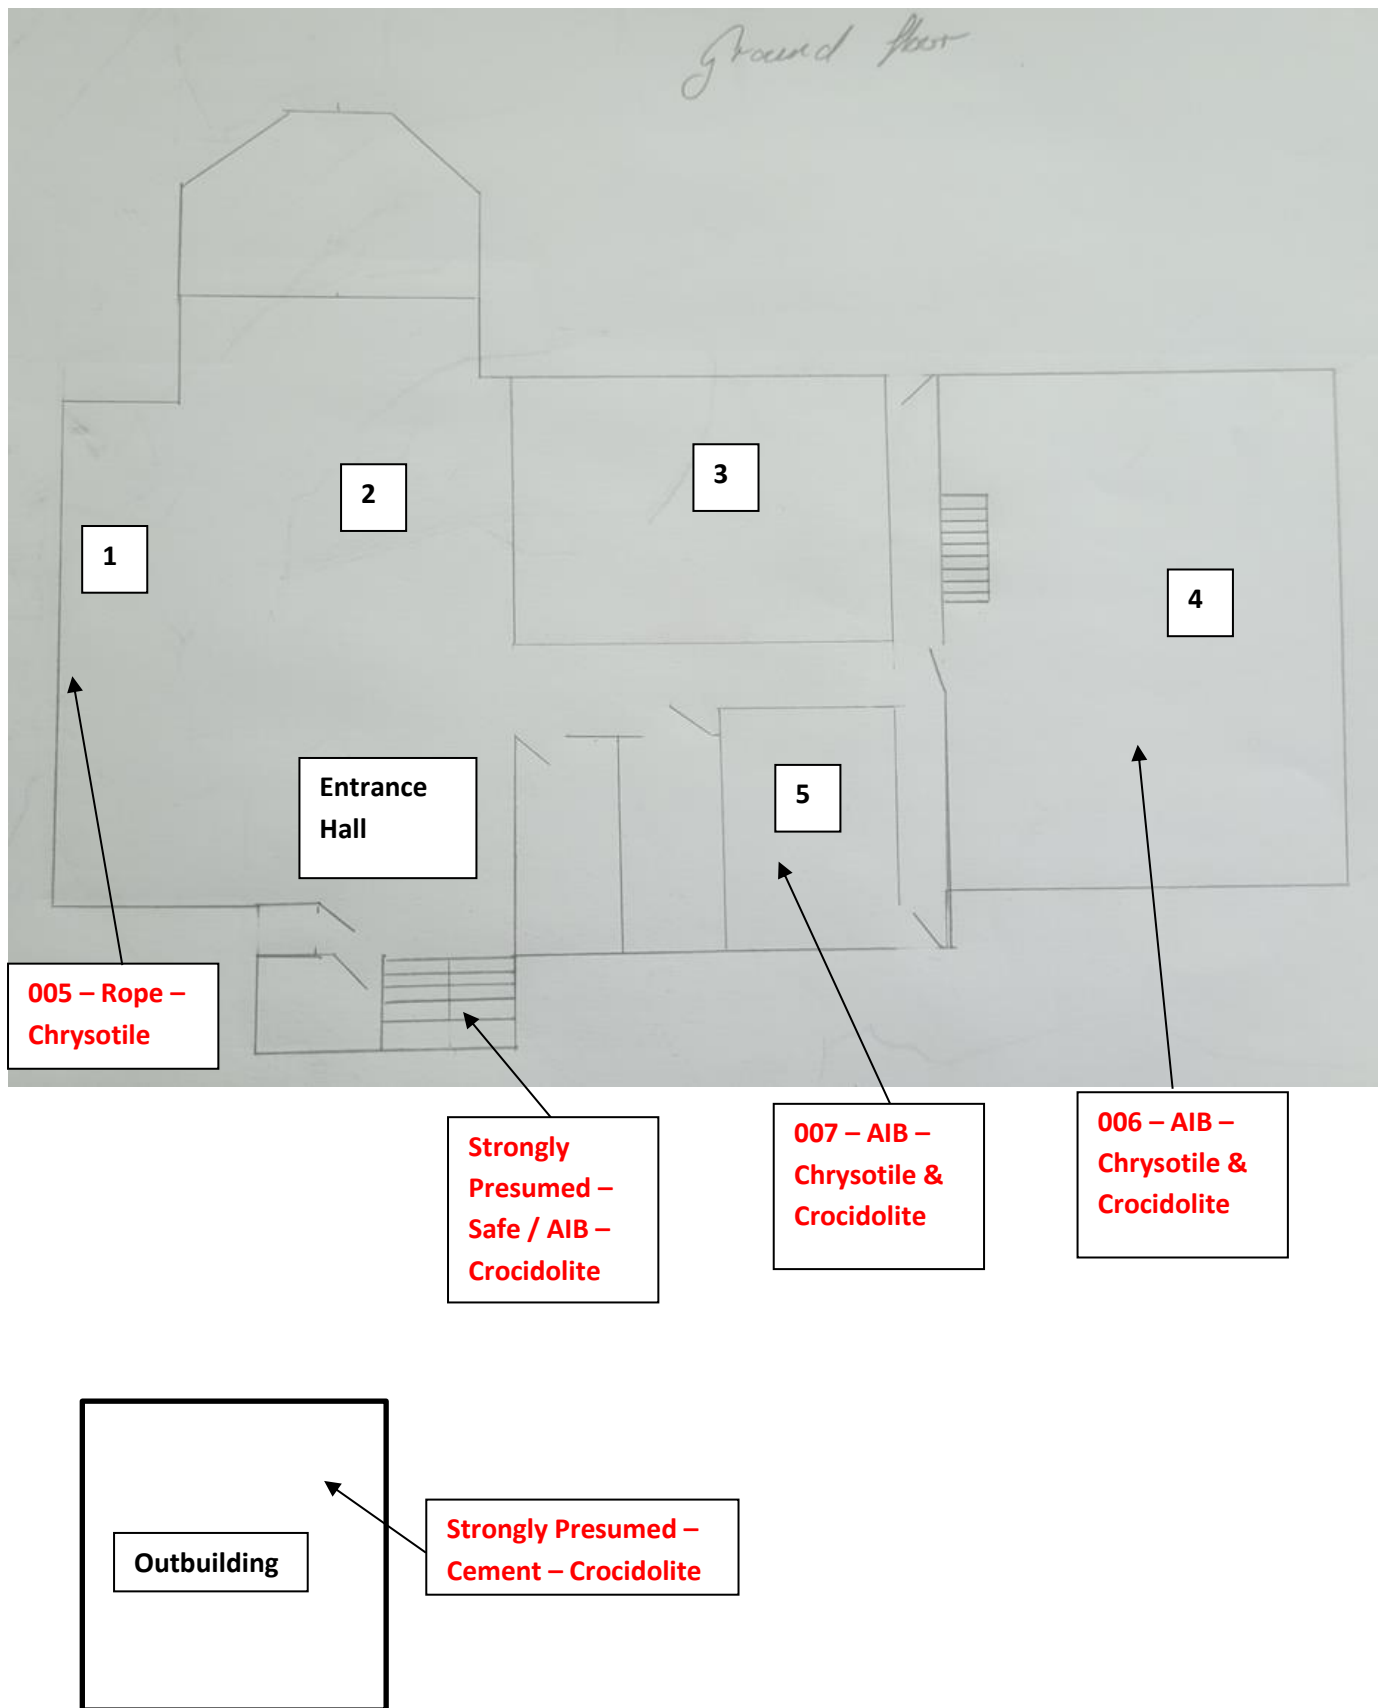 Ground floor
2
3
1
4
Entrance
Hall
5
005 – Rope –
Chrysotile
Strongly
Presumed –
Safe / AIB –
Crocidolite
007 – AIB –
Chrysotile &
Crocidolite
006 – AIB –
Chrysotile &
Crocidolite
Outbuilding
Strongly Presumed –
Cement – Crocidolite